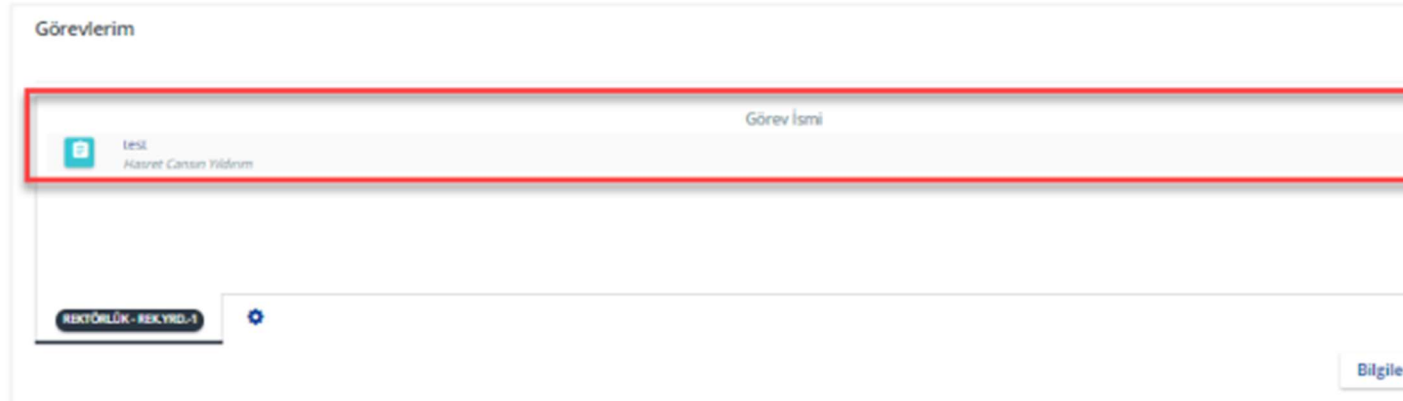 Görevlerim
Görev İsmi
test
Hasret Cansın Yıldırım
REKTÖRLÜK - REK.YRD.-1
Bilgile